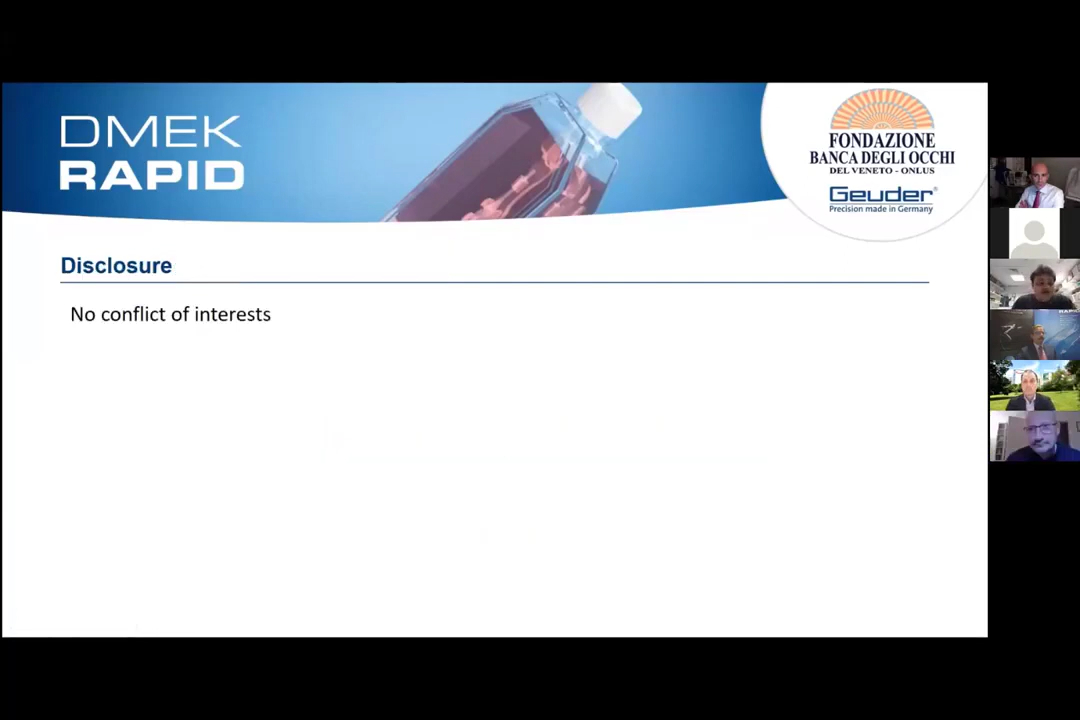 DMEK
RAPID
FONDAZIONE
BANCA DEGLI OCCHI
DEL VENETO - ONLUS
Geuder®
Precision made in Germany
Disclosure
No conflict of interests